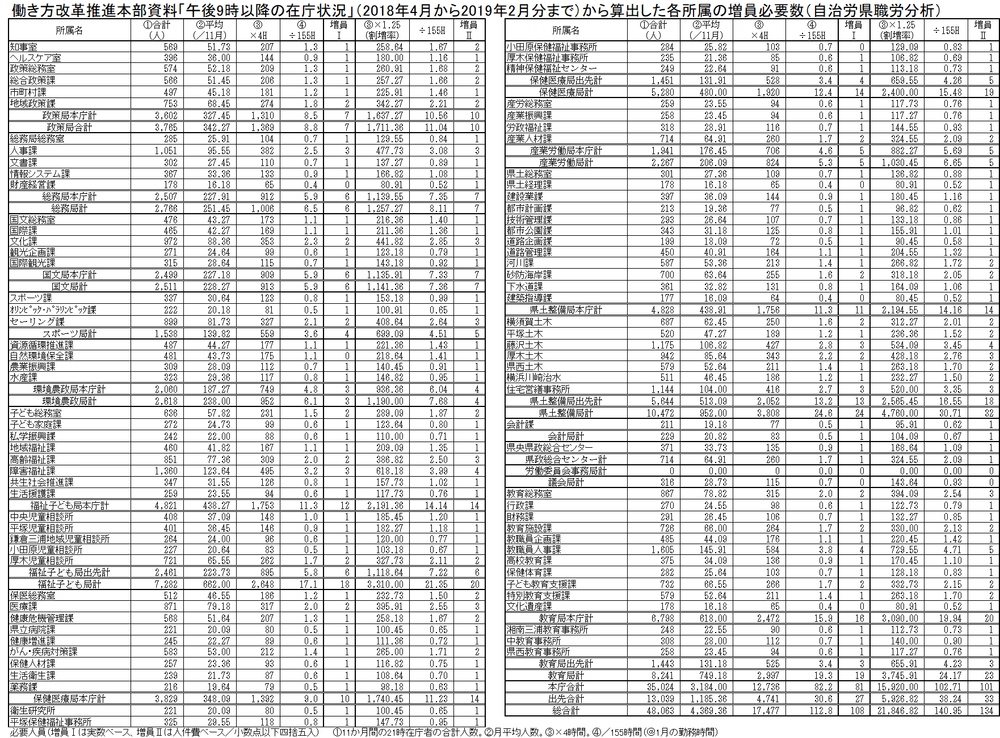 働き方改革推進本部資料「午後9時以降の在庁状況」（2018年4月から2019年2月分まで）から算出した各所属の増員必要数（自治労県職労分析）
所属名 ①合計（人） ②平均（／11月） ③×4H ④÷155H 増員Ⅰ ③×1.25（割増率） ÷155H 増員Ⅱ
知事室 569 51.73 207 1.3 1 258.64 1.67 2
ヘルスケア室 396 36.00 144 0.9 1 180.00 1.16 1
政策総務室 574 52.18 209 1.3 1 260.91 1.68 2
総合政策課 566 51.45 206 1.3 1 257.27 1.66 2
市町村課 497 45.18 181 1.2 1 225.91 1.46 1
地域政策課 753 68.45 274 1.8 2 342.27 2.21 2
政策局本庁計 3,602 327.45 1,310 8.5 7 1,637.27 10.56 10
政策局合計 3,765 342.27 1,369 8.8 7 1,711.36 11.04 10
総務局総務室 285 25.91 104 0.7 1 129.55 0.84 1
人事課 1,051 95.55 382 2.5 3 477.73 3.08 3
文書課 302 27.45 110 0.7 1 137.27 0.89 1
情報システム課 367 33.36 133 0.9 1 166.82 1.08 1
財産経営課 178 16.18 65 0.4 0 80.91 0.52 1
総務局本庁計 2,507 227.91 912 5.9 6 1,139.55 7.35 7
総務局計 2,766 251.45 1,006 6.5 6 1,257.27 8.11 7
国文総務室 476 43.27 173 1.1 1 216.36 1.40 1
国際課 465 42.27 169 1.1 1 211.36 1.36 1
文化課 972 88.36 353 2.3 2 441.82 2.85 3
観光企画課 271 24.64 99 0.6 1 123.18 0.79 1
国際観光課 315 28.64 115 0.7 1 143.18 0.92 1
国文局本庁計 2,499 227.18 909 5.9 6 1,135.91 7.33 7
国文局計 2,511 228.27 913 5.9 6 1,141.36 7.36 7
スポーツ課 337 30.64 123 0.8 1 153.18 0.99 1
ｵﾘﾝﾋﾟｯｸ・ﾊﾟﾗﾘﾝﾋﾟｯｸ課 222 20.18 81 0.5 1 100.91 0.65 1
セーリング課 899 81.73 327 2.1 2 408.64 2.64 3
スポーツ局計 1,538 139.82 559 3.6 4 699.09 4.51 5
資源循環推進課 487 44.27 177 1.1 1 221.36 1.43 1
自然環境保全課 481 43.73 175 1.1 0 218.64 1.41 1
農業振興課 309 28.09 112 0.7 1 140.45 0.91 1
水産課 323 29.36 117 0.8 1 146.82 0.95 1
環境農政局本庁計 2,060 187.27 749 4.8 3 936.36 6.04 4
環境農政局計 2,618 238.00 952 6.1 3 1,190.00 7.68 4
子ども総務室 636 57.82 231 1.5 2 289.09 1.87 2
子ども家庭課 272 24.73 99 0.6 1 123.64 0.80 1
私学振興課 242 22.00 88 0.6 1 110.00 0.71 1
地域福祉課 460 41.82 167 1.1 1 209.09 1.35 1
高齢福祉課 851 77.36 309 2.0 2 386.82 2.50 3
障害福祉課 1,360 123.64 495 3.2 3 618.18 3.99 4
共生社会推進課 347 31.55 126 0.8 1 157.73 1.02 1
生活援護課 259 23.55 94 0.6 1 117.73 0.76 1
福祉子ども局本庁計 4,821 438.27 1,753 11.3 12 2,191.36 14.14 14
中央児童相談所 408 37.09 148 1.0 1 185.45 1.20 1
平塚児童相談所 401 36.45 146 0.9 1 182.27 1.18 1
鎌倉三浦地域児童相談所 264 24.00 96 0.6 1 120.00 0.77 1
小田原児童相談所 227 20.64 83 0.5 1 103.18 0.67 1
厚木児童相談所 721 65.55 262 1.7 2 327.73 2.11 2
福祉子ども局出先計 2,461 223.73 895 5.8 6 1,118.64 7.22 6
福祉子ども局計 7,282 662.00 2,648 17.1 18 3,310.00 21.35 20
保医総務室 512 46.55 186 1.2 1 232.73 1.50 2
医療課 871 79.18 317 2.0 2 395.91 2.55 3
健康危機管理課 568 51.64 207 1.3 1 258.18 1.67 2
県立病院課 221 20.09 80 0.5 1 100.45 0.65 1
健康増進課 245 22.27 89 0.6 1 111.36 0.72 1
がん・疾病対策課 583 53.00 212 1.4 1 265.00 1.71 2
保健人材課 257 23.36 93 0.6 1 116.82 0.75 1
生活衛生課 239 21.73 87 0.6 1 108.64 0.70 1
薬務課 216 19.64 79 0.5 1 98.18 0.63 1
保健医療局本庁計 3,829 348.09 1,392 9.0 10 1,740.45 11.23 14
衛生研究所 221 20.09 80 0.5 1 100.45 0.65 1
平塚保健福祉事務所 325 29.55 118 0.8 1 147.73 0.95 1
所属名 ①合計（人） ②平均（／11月） ③×4H ④÷155H 増員Ⅰ ③×1.25（割増率） ÷155H 増員Ⅱ
小田原保健福祉事務所 284 25.82 103 0.7 0 129.09 0.83 1
厚木保健福祉事務所 235 21.36 85 0.6 1 106.82 0.69 1
精神保健福祉センター 249 22.64 91 0.6 1 113.18 0.73 1
保健医療局出先計 1,451 131.91 528 3.4 4 659.55 4.26 5
保健医療局計 5,280 480.00 1,920 12.4 14 2,400.00 15.48 19
産労総務室 259 23.55 94 0.6 1 117.73 0.76 1
産業振興課 258 23.45 94 0.6 1 117.27 0.76 1
労政福祉課 318 28.91 116 0.7 1 144.55 0.93 1
産業人材課 714 64.91 260 1.7 2 324.55 2.09 2
産業労働局本庁計 1,941 176.45 706 4.6 5 882.27 5.69 5
産業労働局計 2,267 206.09 824 5.3 5 1,030.45 6.65 5
県土総務室 301 27.36 109 0.7 1 136.82 0.88 1
県土経理課 178 16.18 65 0.4 0 80.91 0.52 1
建設業課 397 36.09 144 0.9 1 180.45 1.16 1
都市計画課 213 19.36 77 0.5 1 96.82 0.62 1
技術管理課 293 26.64 107 0.7 1 133.18 0.86 1
都市公園課 343 31.18 125 0.8 1 155.91 1.01 1
道路企画課 199 18.09 72 0.5 1 90.45 0.58 1
道路管理課 450 40.91 164 1.1 1 204.55 1.32 1
河川課 587 53.36 213 1.4 1 266.82 1.72 2
砂防海岸課 700 63.64 255 1.6 2 318.18 2.05 2
下水道課 361 32.82 131 0.8 1 164.09 1.06 1
建築指導課 177 16.09 64 0.4 0 80.45 0.52 1
県土整備局本庁計 4,828 438.91 1,756 11.3 11 2,194.55 14.16 14
横須賀土木 687 62.45 250 1.6 2 312.27 2.01 2
平塚土木 520 47.27 189 1.2 1 236.36 1.52 2
藤沢土木 1,175 106.82 427 2.8 3 534.09 3.45 4
厚木土木 942 85.64 343 2.2 2 428.18 2.76 3
県西土木 579 52.64 211 1.4 1 263.18 1.70 2
横浜川崎治水 511 46.45 186 1.2 1 232.27 1.50 2
住宅営繕事務所 1,144 104.00 416 2.7 3 520.00 3.35 3
県土整備局出先計 5,644 513.09 2,052 13.2 13 2,565.45 16.55 18
県土整備局計 10,472 952.00 3,808 24.6 24 4,760.00 30.71 32
会計課 211 19.18 77 0.5 1 95.91 0.62 1
会計局計 229 20.82 83 0.5 1 104.09 0.67 1
県央県政総合センター 371 33.73 135 0.9 1 168.64 1.09 1
県政総合センター計 714 64.91 260 1.7 1 324.55 2.09 1
労働委員会事務局計 0 0.00 0 0.0 0 0.00 0.00 0
議会局計 316 28.73 115 0.7 0 143.64 0.93 0
教育総務室 867 78.82 315 2.0 2 394.09 2.54 3
行政課 270 24.55 98 0.6 1 122.73 0.79 1
財務課 291 26.45 106 0.7 1 132.27 0.85 1
教育施設課 726 66.00 264 1.7 2 330.00 2.13 2
教職員企画課 485 44.09 176 1.1 1 220.45 1.42 1
教職員人事課 1,605 145.91 584 3.8 4 729.55 4.71 5
高校教育課 375 34.09 136 0.9 1 170.45 1.10 1
保健体育課 282 25.64 103 0.7 1 128.18 0.83 1
子ども教育支援課 732 66.55 266 1.7 2 332.73 2.15 2
特別教育支援課 579 52.64 211 1.4 1 263.18 1.70 2
文化遺産課 178 16.18 65 0.4 0 80.91 0.52 1
教育局本庁計 6,798 618.00 2,472 15.9 16 3,090.00 19.94 20
湘南三浦教育事務所 248 22.55 90 0.6 1 112.73 0.73 1
中教育事務所 308 28.00 112 0.7 1 140.00 0.90 1
県西教育事務所 258 23.45 94 0.6 1 117.27 0.76 1
教育局出先計 1,443 131.18 525 3.4 3 655.91 4.23 3
教育局計 8,241 749.18 2,997 19.3 19 3,745.91 24.17 23
本庁合計 35,024 3,184.00 12,736 82.2 81 15,920.00 102.71 101
出先合計 13,039 1,185.36 4,741 30.6 27 5,926.82 38.24 33
総合計 48,063 4,369.36 17,477 112.8 108 21,846.82 140.95 134
必要人員（増員Ⅰは実数ベース、増員Ⅱは人件費ベース／小数点以下四捨五入） ①11か月間の21時在庁者の合計人数。②月平均人数。③×4時間。④／155時間（@1月の勤務時間）